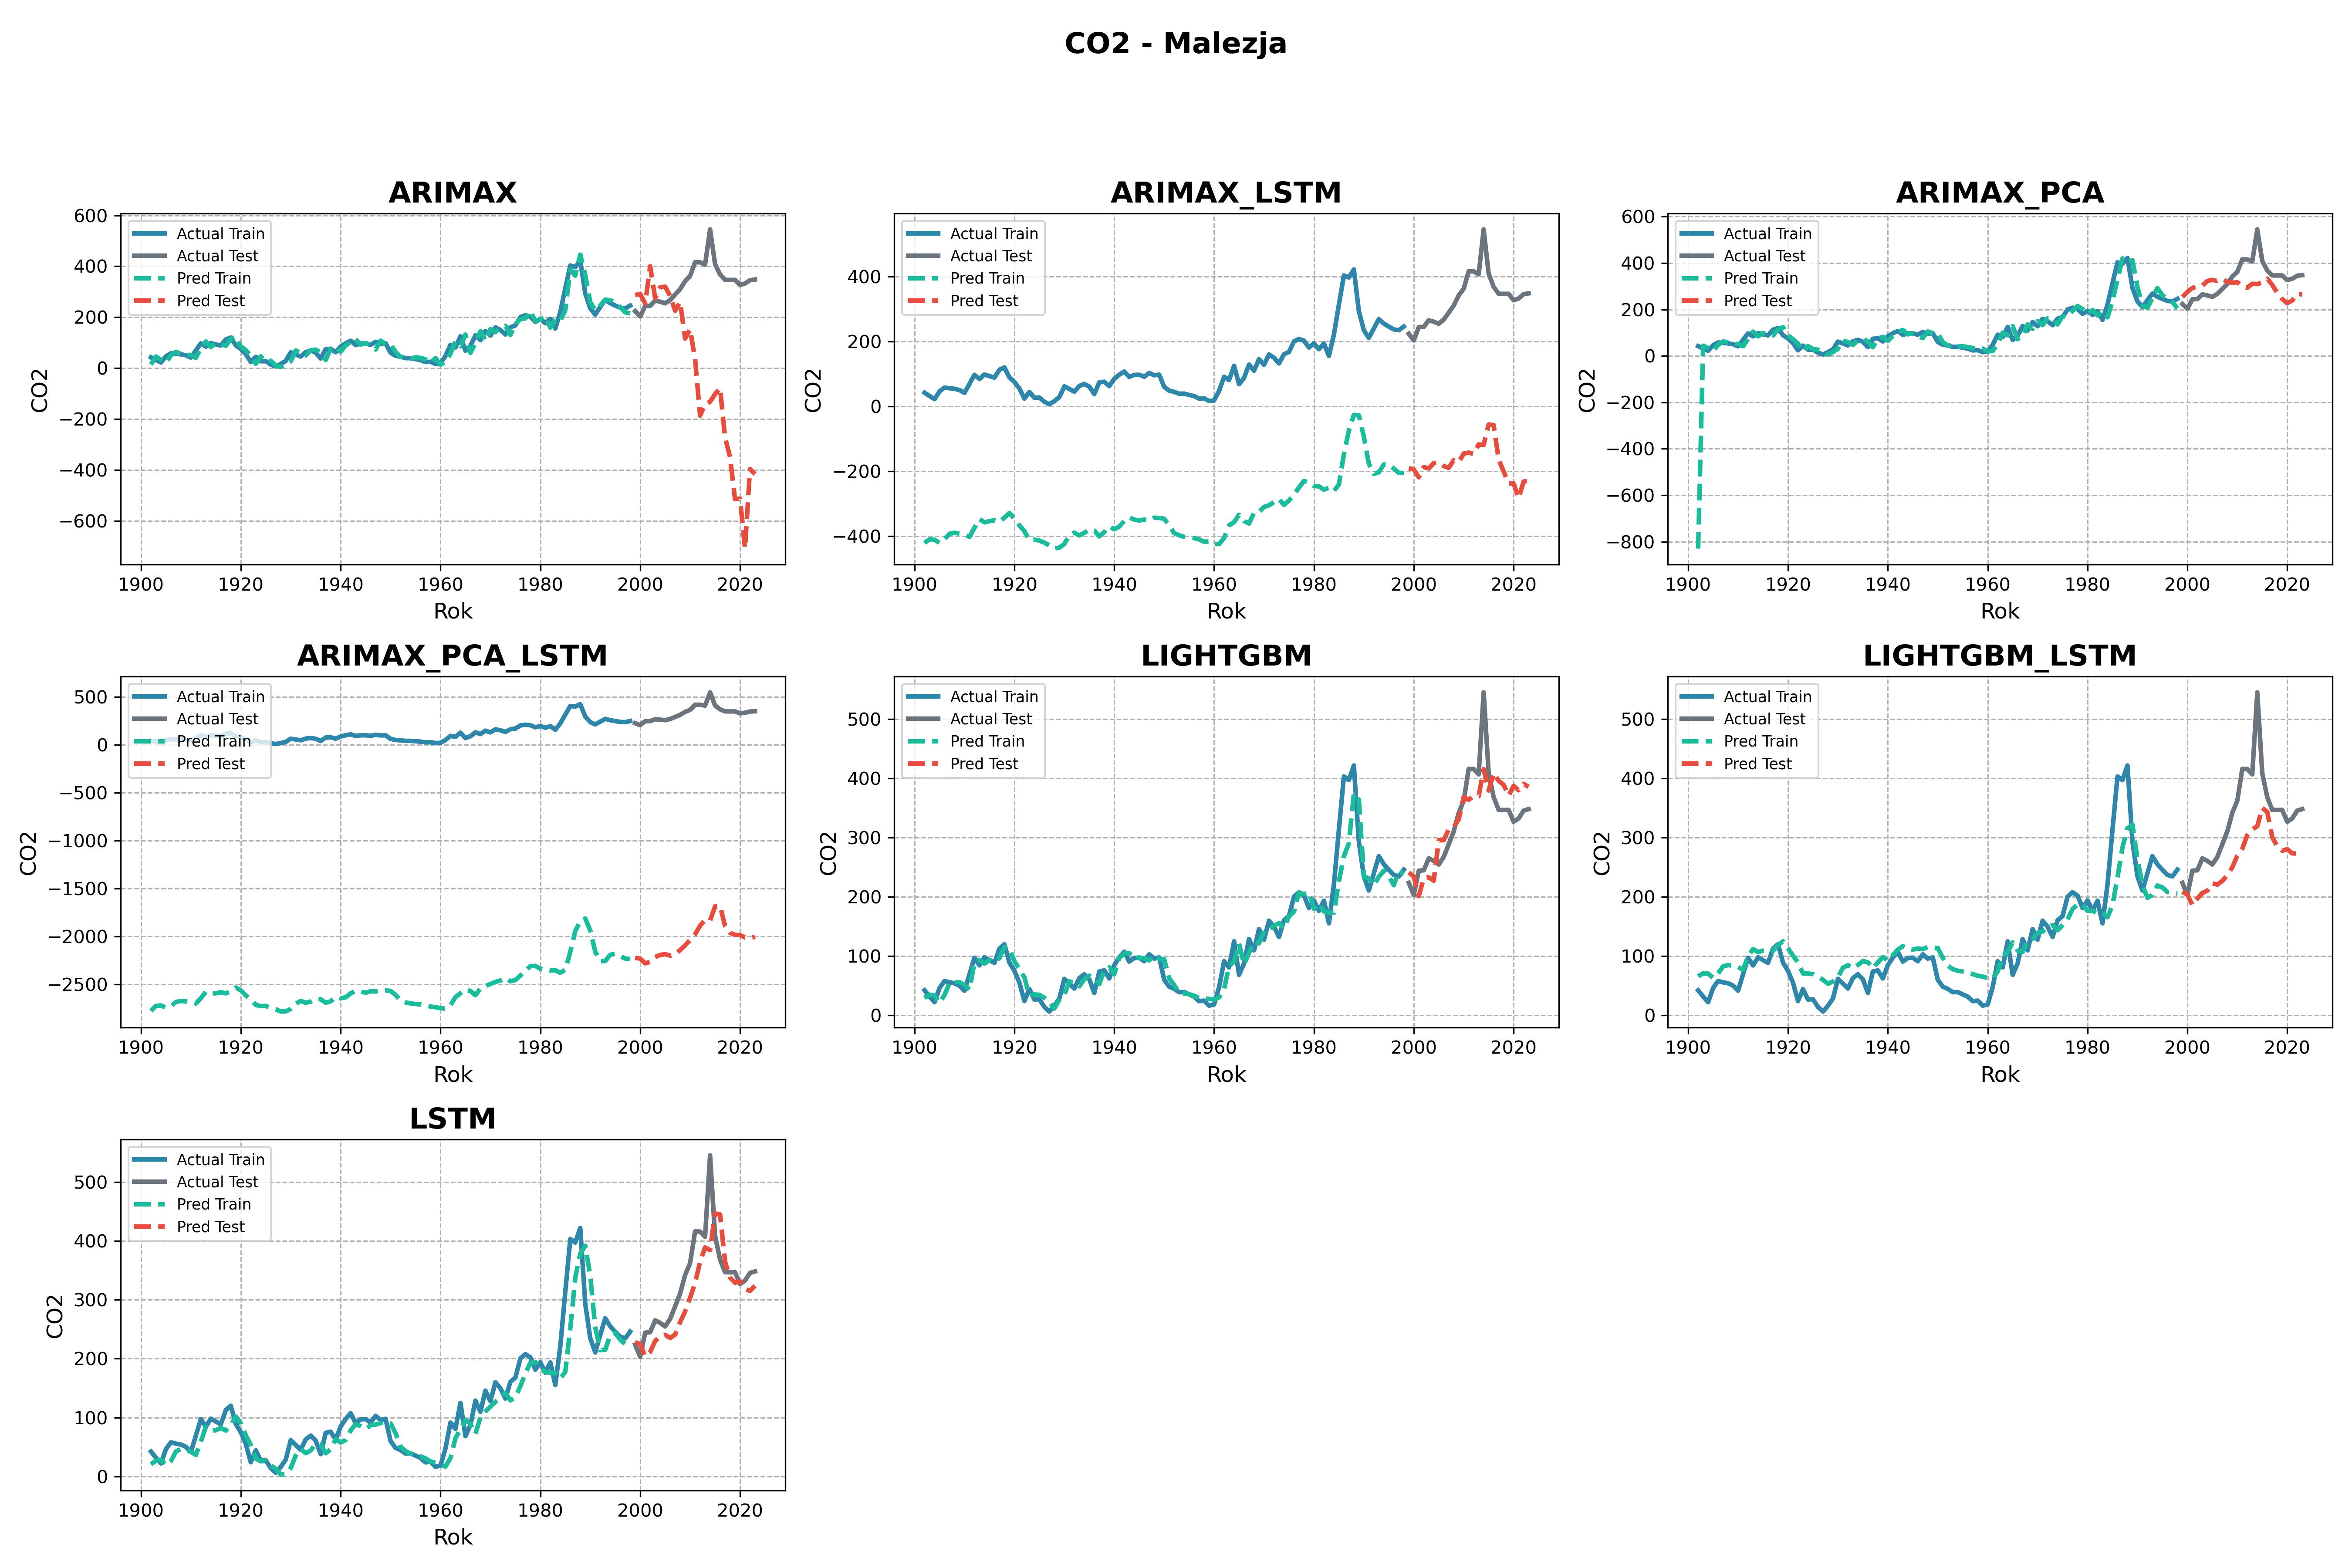 CO2 - Malezja
ARIMAX
600
400
200
0
−200
−400
−600
CO2
Actual Train
Actual Test
Pred Train
Pred Test
1900 1920 1940 1960 1980 2000 2020
Rok
ARIMAX_LSTM
400
200
0
−200
−400
CO2
Actual Train
Actual Test
Pred Train
Pred Test
1900 1920 1940 1960 1980 2000 2020
Rok
ARIMAX_PCA
600
400
200
0
−200
−400
−600
−800
CO2
Actual Train
Actual Test
Pred Train
Pred Test
1900 1920 1940 1960 1980 2000 2020
Rok
ARIMAX_PCA_LSTM
500
0
−500
−1000
−1500
−2000
−2500
CO2
Actual Train
Actual Test
Pred Train
Pred Test
1900 1920 1940 1960 1980 2000 2020
Rok
LIGHTGBM
500
400
300
200
100
0
CO2
Actual Train
Actual Test
Pred Train
Pred Test
1900 1920 1940 1960 1980 2000 2020
Rok
LIGHTGBM_LSTM
500
400
300
200
100
0
CO2
Actual Train
Actual Test
Pred Train
Pred Test
1900 1920 1940 1960 1980 2000 2020
Rok
LSTM
500
400
300
200
100
0
CO2
Actual Train
Actual Test
Pred Train
Pred Test
1900 1920 1940 1960 1980 2000 2020
Rok